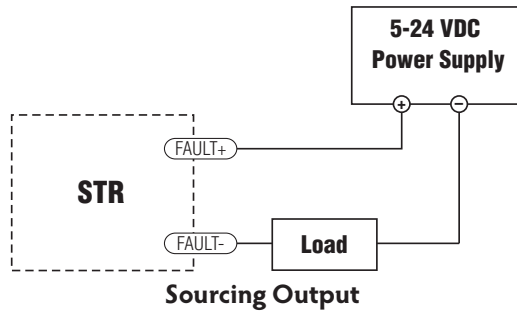 5-24 VDC
Power Supply
+
−
FAULT+
STR
FAULT-
Load
Sourcing Output